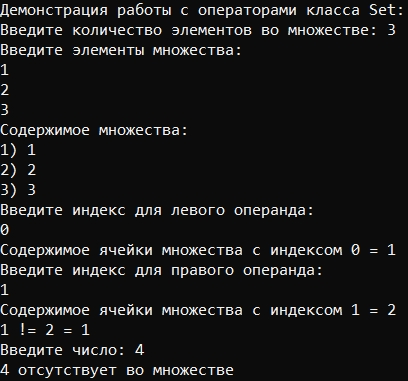 Демонстрация работы с операторами класса Set:
Введите количество элементов во множестве: 3
Введите элементы множества:
1
2
3
Содержимое множества:
1) 1
2) 2
3) 3
Введите индекс для левого операнда:
0
Содержимое ячейки множества с индексом 0 = 1
Введите индекс для правого операнда:
1
Содержимое ячейки множества с индексом 1 = 2
1 != 2 = 1
Введите число: 4
4 отсутствует во множестве